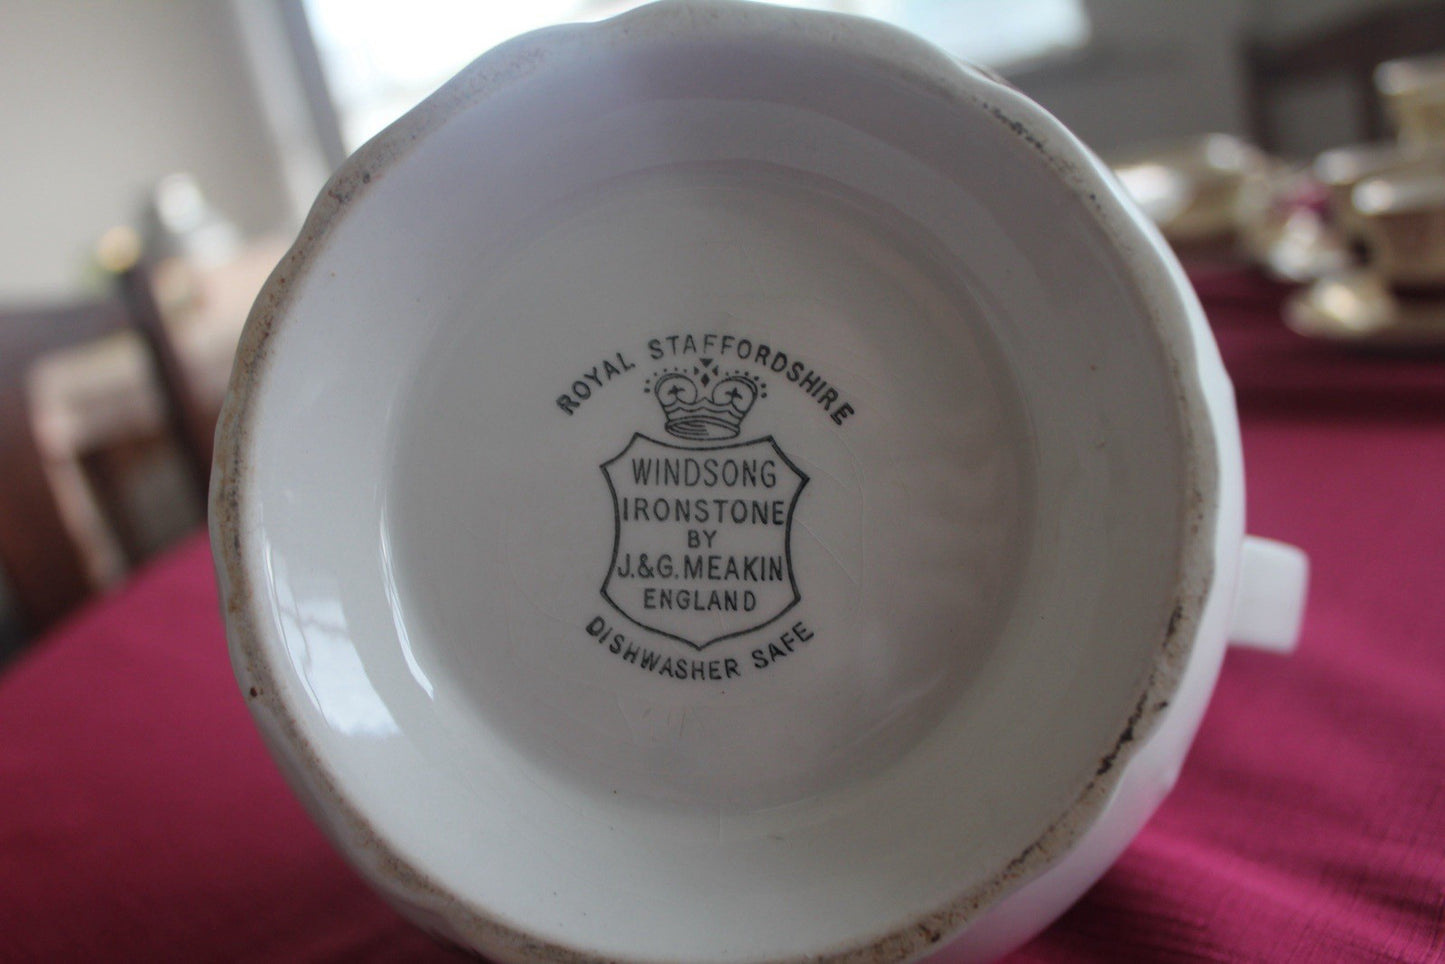 ROYAL STAFFORDSHIRE
WINDSONG
IRONSTONE
BY
J.&G. MEAKIN
ENGLAND
DISHWASHER SAFE